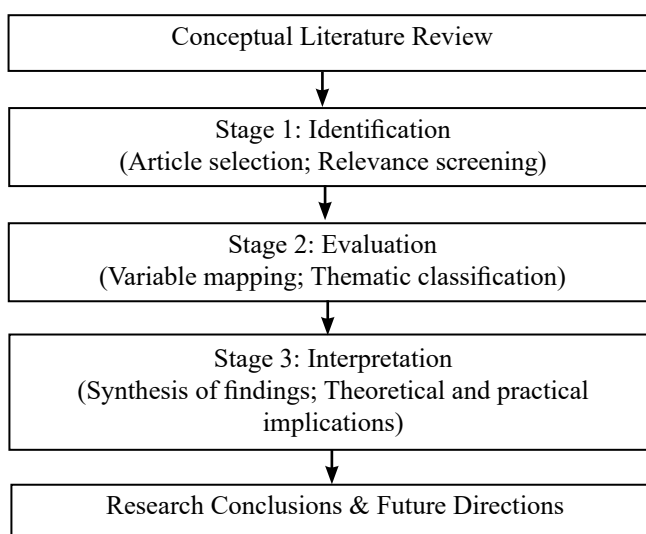 Conceptual Literature Review
Stage 1: Identification
(Article selection; Relevance screening)
Stage 2: Evaluation
(Variable mapping; Thematic classification)
Stage 3: Interpretation
(Synthesis of findings; Theoretical and practical
implications)
Research Conclusions & Future Directions